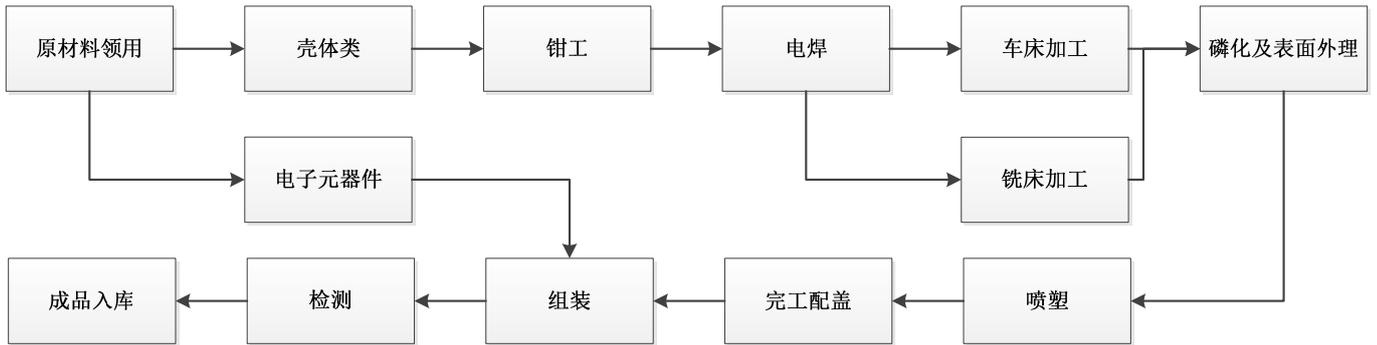 原材料领用
壳体类
钳工
电焊
车床加工
磷化及表面外理
电子元器件
铣床加工
成品入库
检测
组装
完工配盖
喷塑